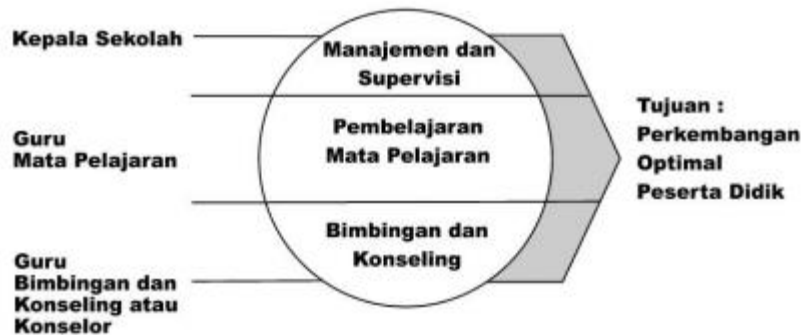 Kepala Sekolah
Manajemen dan
Supervisi
Guru
Mata Pelajaran
Pembelajaran
Mata Pelajaran
Tujuan :
Perkembangan
Optimal
Peserta Didik
Bimbingan dan
Konseling
Guru
Bimbingan dan
Konseling atau
Konselor